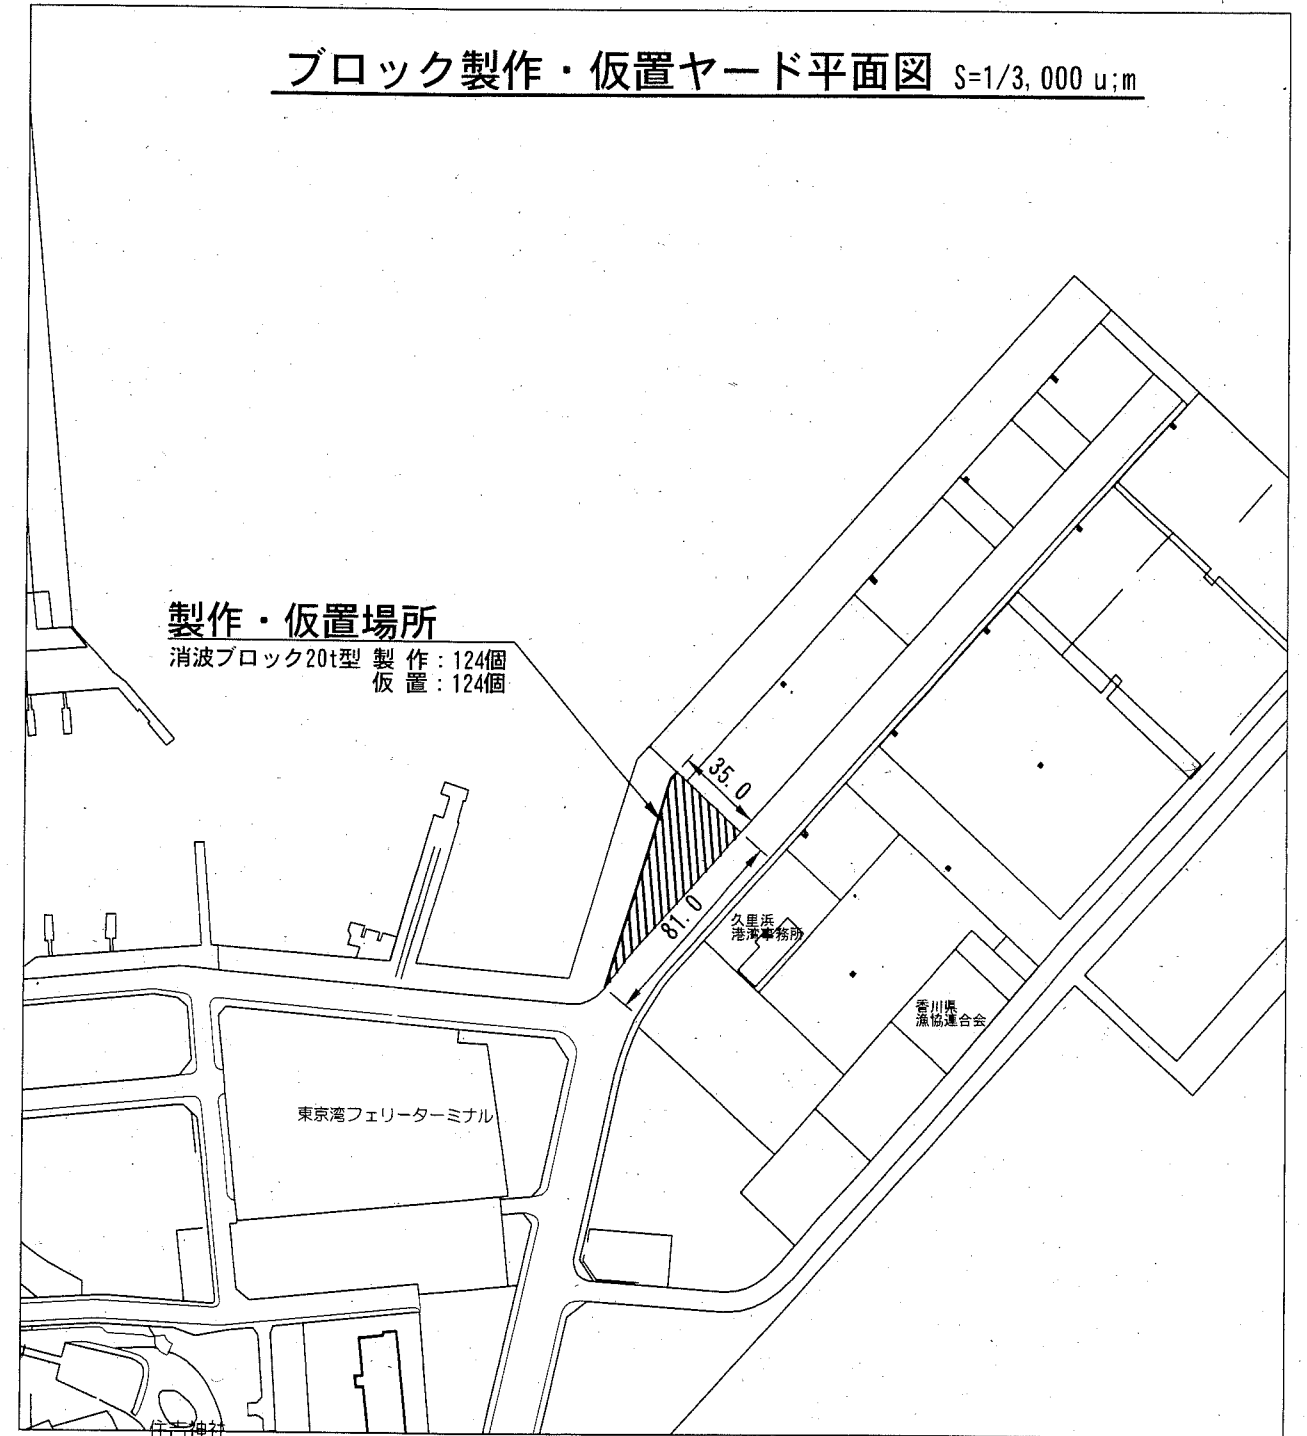 ブロック製作・仮置ヤード平面図 S=1/3,000 u;m
製作・仮置場所
消波ブロック20t型 製 作：124個
仮 置：124個
35.0
81.0
久里浜
港湾事務所
香川県
漁協連合会
東京湾フェリーターミナル
住吉神社